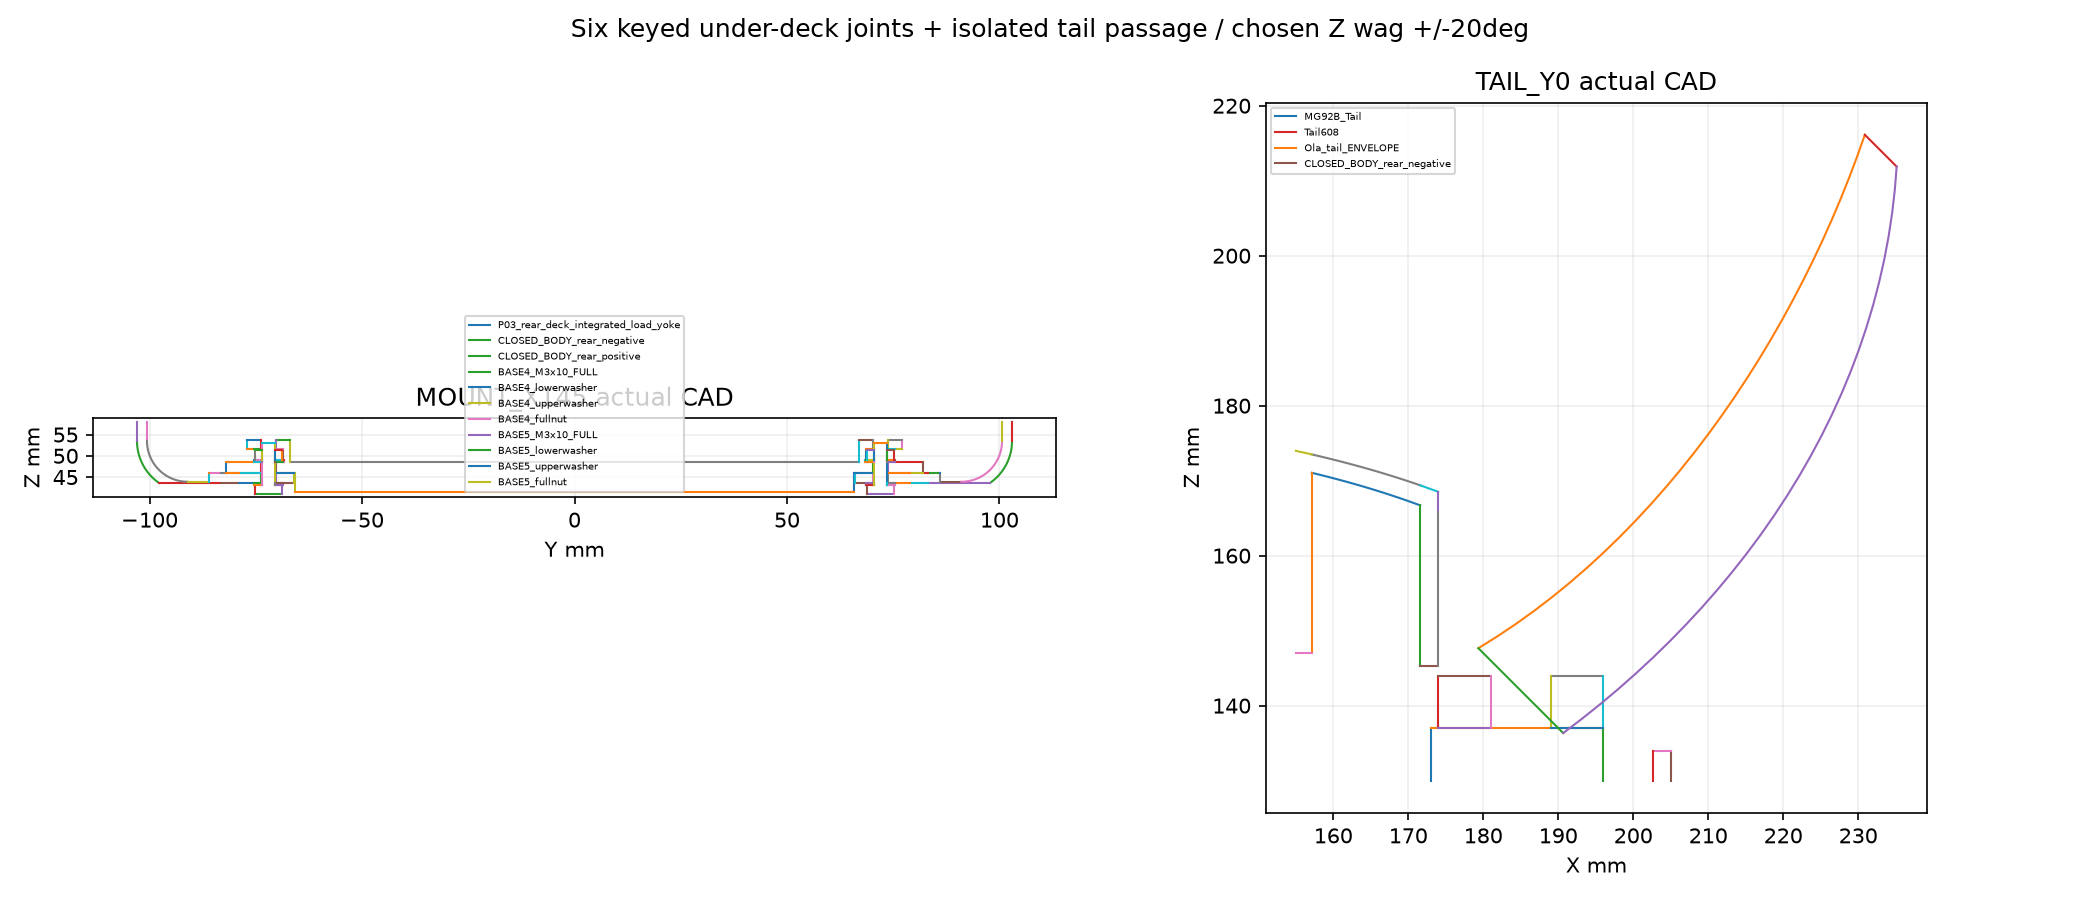 Six keyed under-deck joints + isolated tail passage / chosen Z wag +/-20deg
P03_rear_deck_integrated_load_yoke
CLOSED_BODY_rear_negative
CLOSED_BODY_rear_positive
BASE4_M3x10_FULL
BASE4_lowerwasher
BASE4_upperwasher
BASE4_fullnut
BASE5_M3x10_FULL
BASE5_lowerwasher
BASE5_upperwasher
BASE5_fullnut
MOUNT_X145 actual CAD
Z mm
55
50
45
−100
−50
0
50
100
Y mm
TAIL_Y0 actual CAD
MG92B_Tail
Tail608
Ola_tail_ENVELOPE
CLOSED_BODY_rear_negative
Z mm
220
200
180
160
140
160
170
180
190
200
210
220
230
X mm